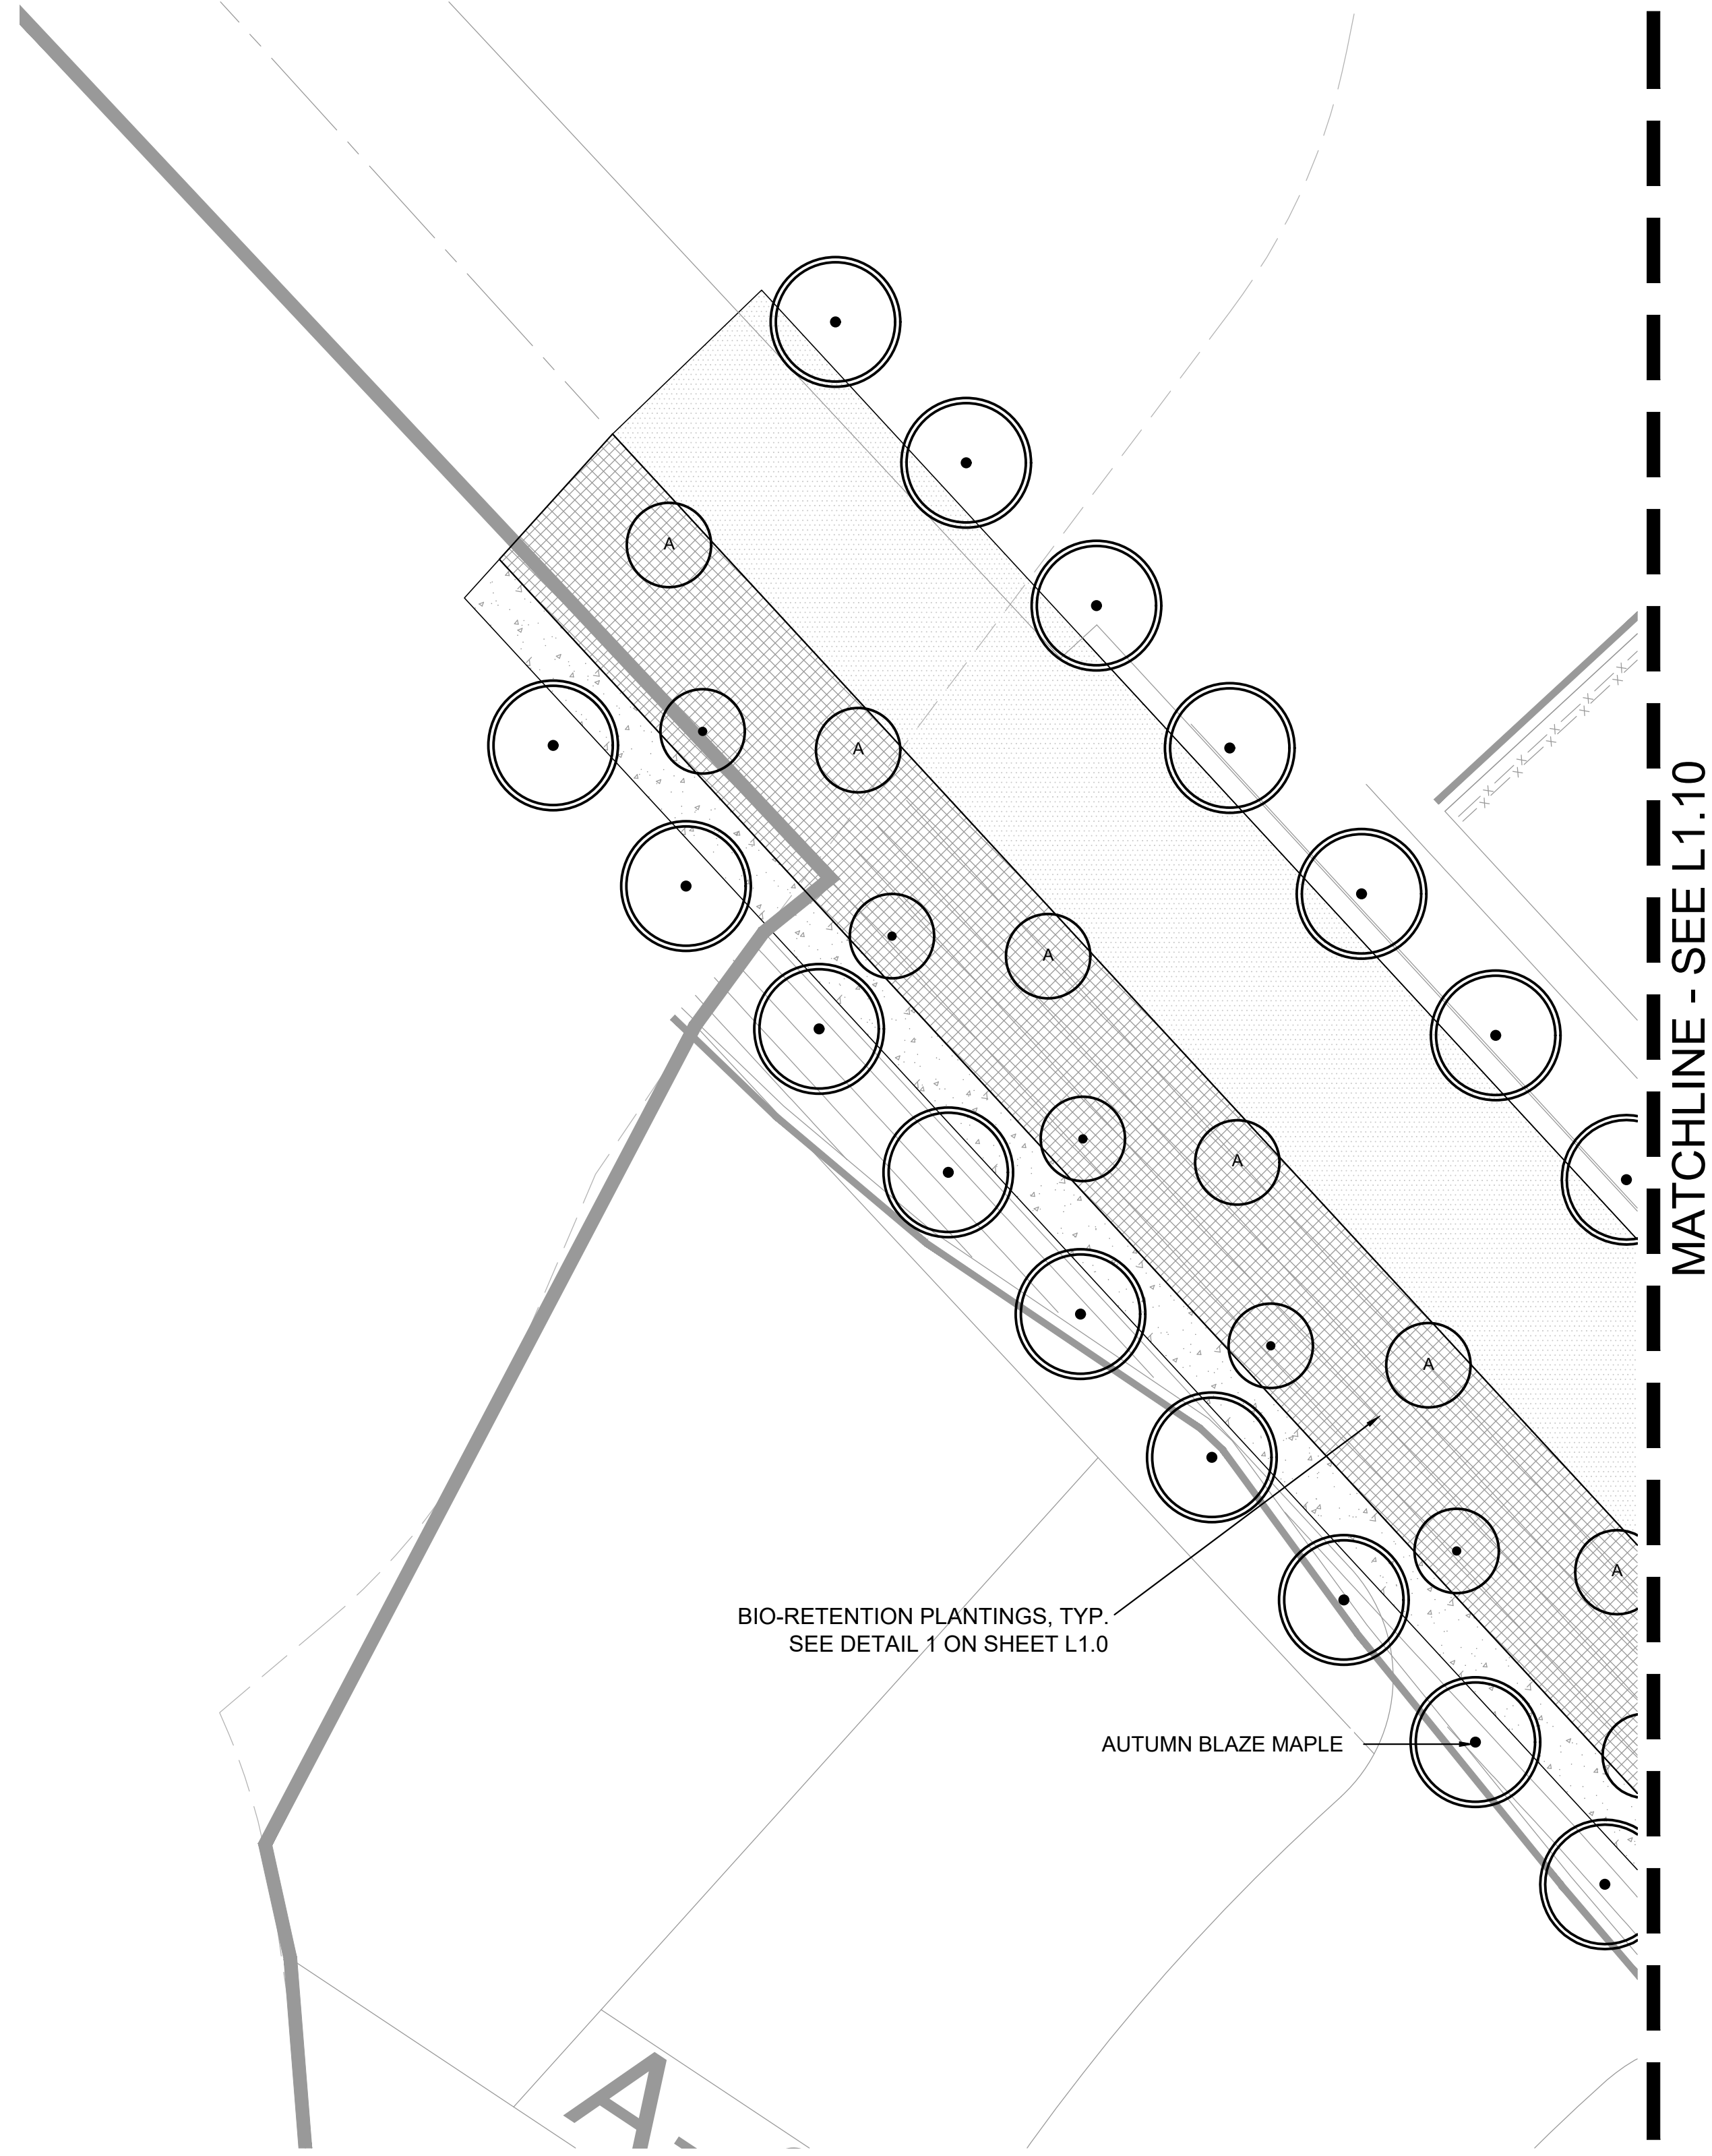 A
A
A
A
A
A
MATCHLINE - SEE L1.10
BIO-RETENTION PLANTINGS, TYP.
SEE DETAIL 1 ON SHEET L1.0
AUTUMN BLAZE MAPLE
A